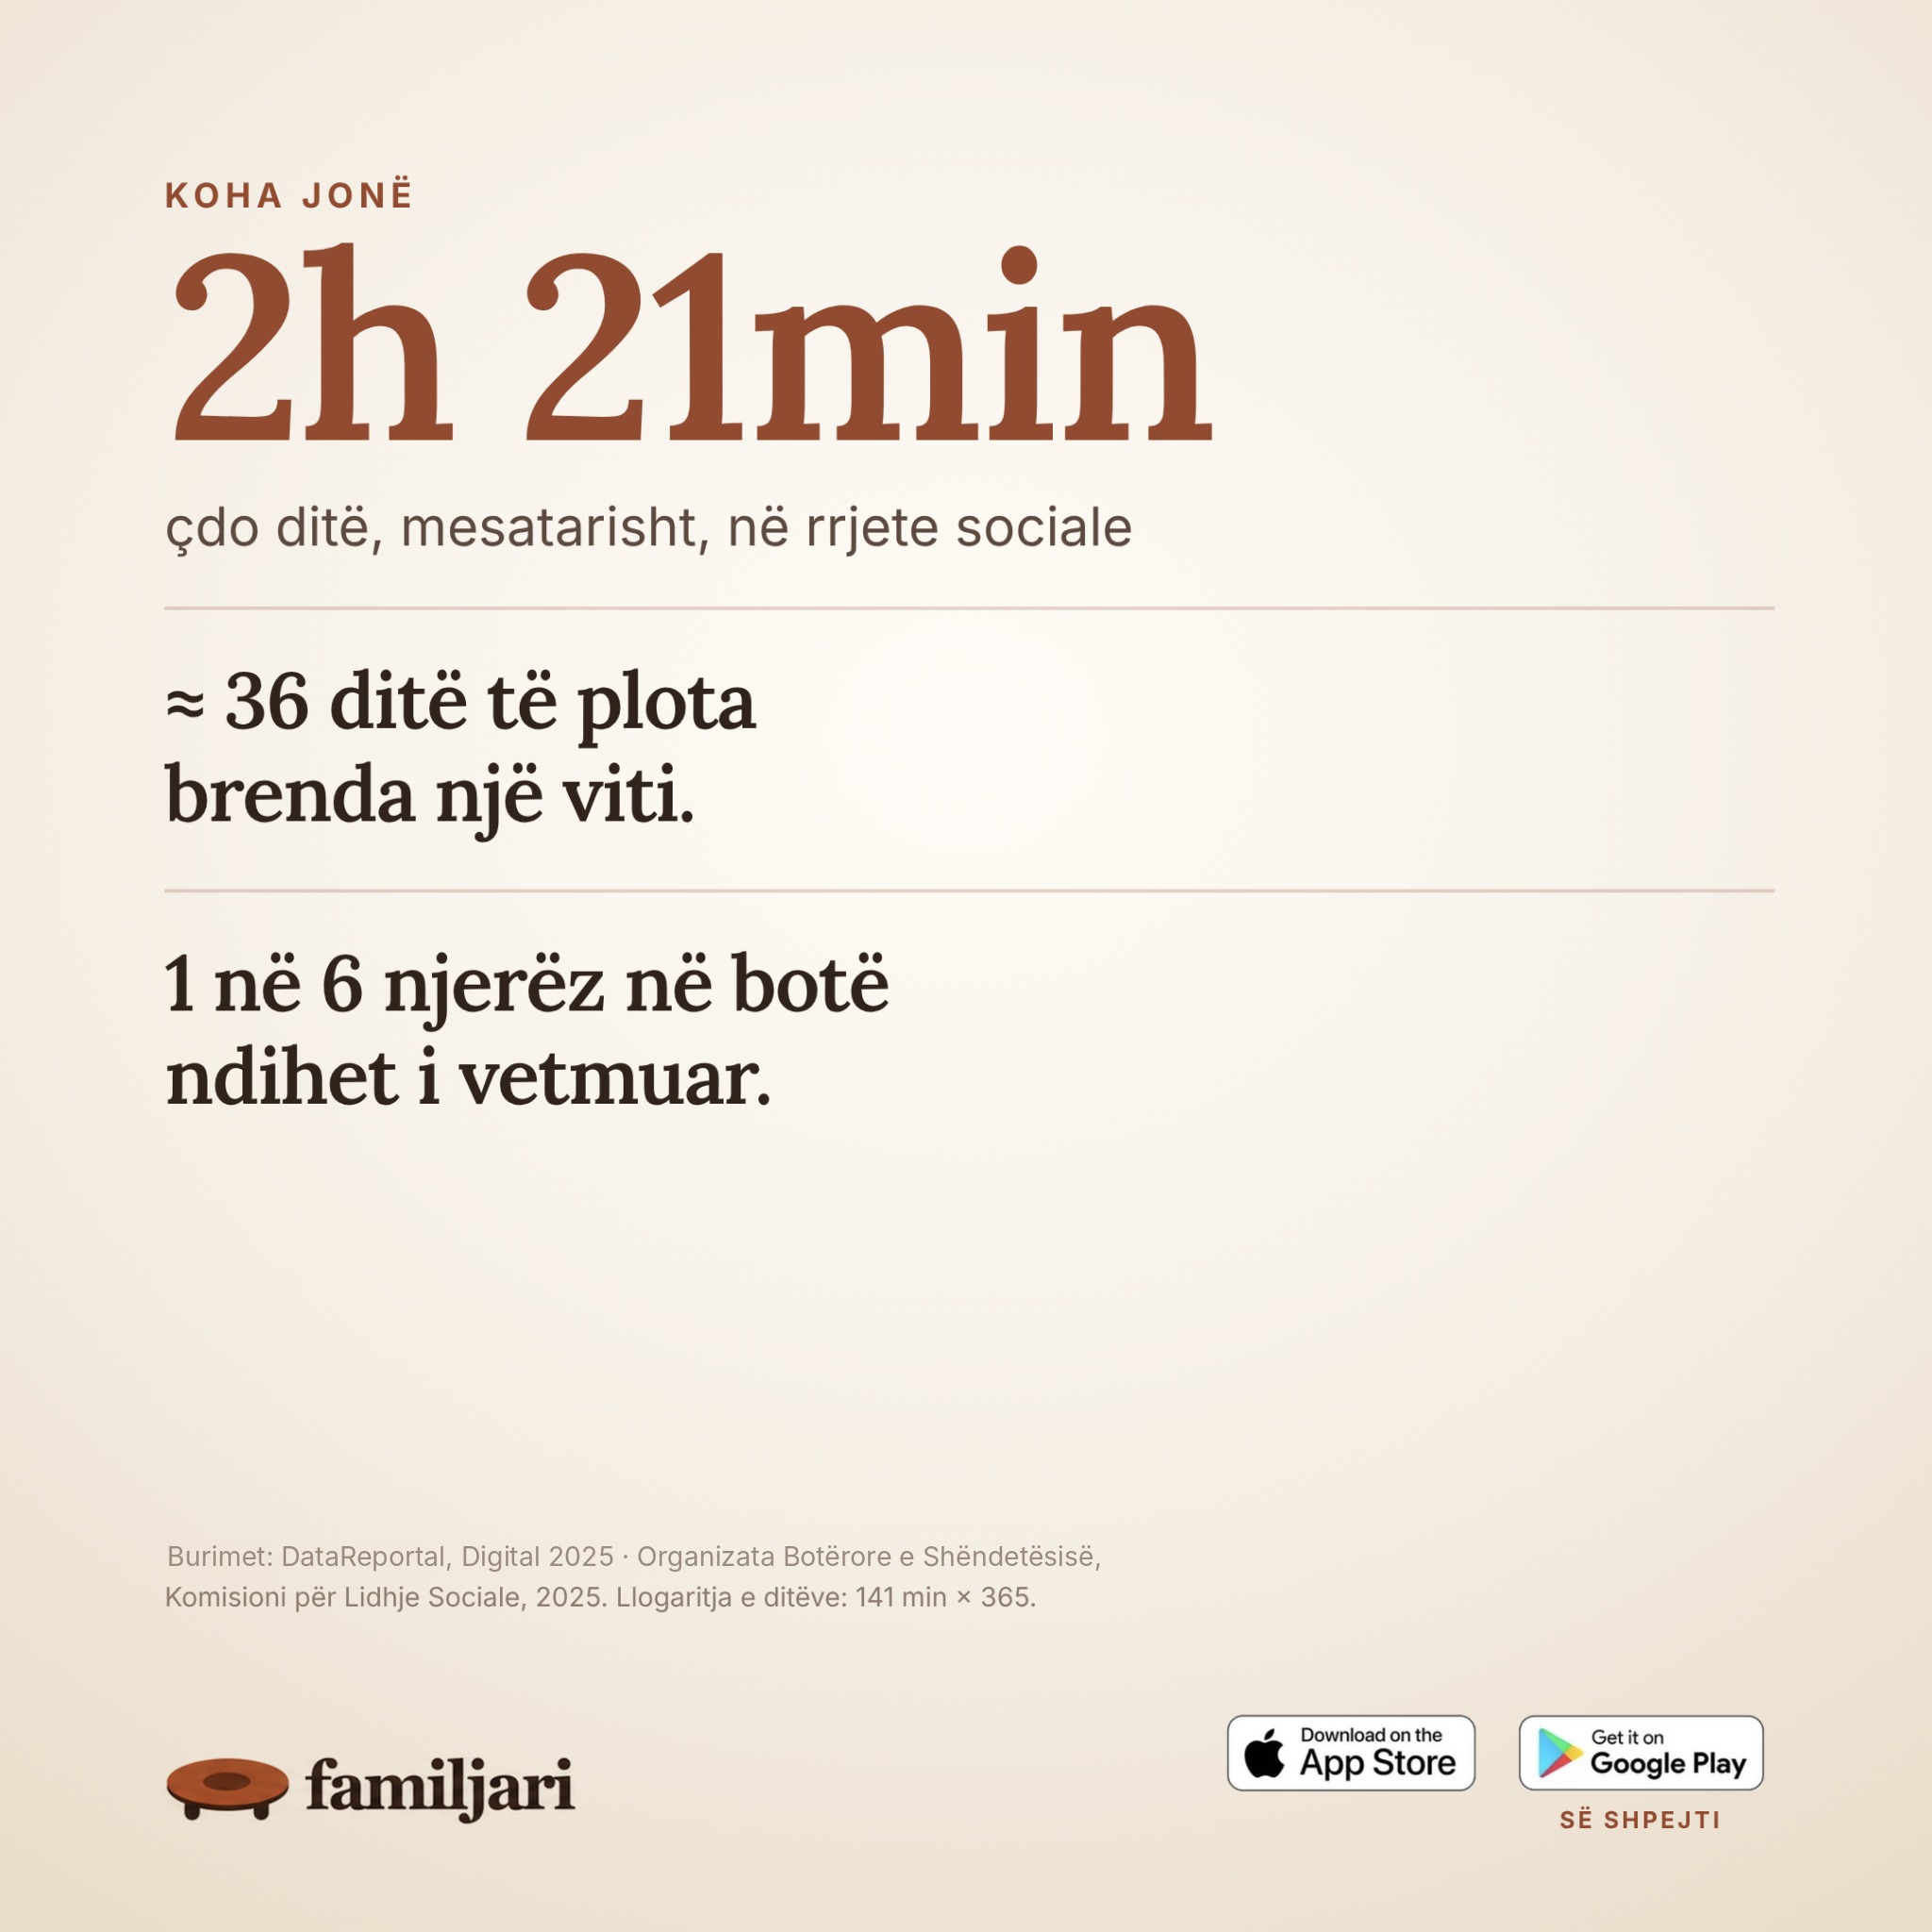 KOHA JONË
2h 21min
çdo ditë, mesatarisht, në rrjete sociale
≈ 36 ditë të plota
brenda një viti.
1 në 6 njerëz në botë
ndihet i vetmuar.
Burimet: DataReportal, Digital 2025 · Organizata Botërore e Shëndetësisë,
Komisioni për Lidhje Sociale, 2025. Llogaritja e ditëve: 141 min × 365.
familjari
Download on the
App Store
Get it on
Google Play
SË SHPEJTI